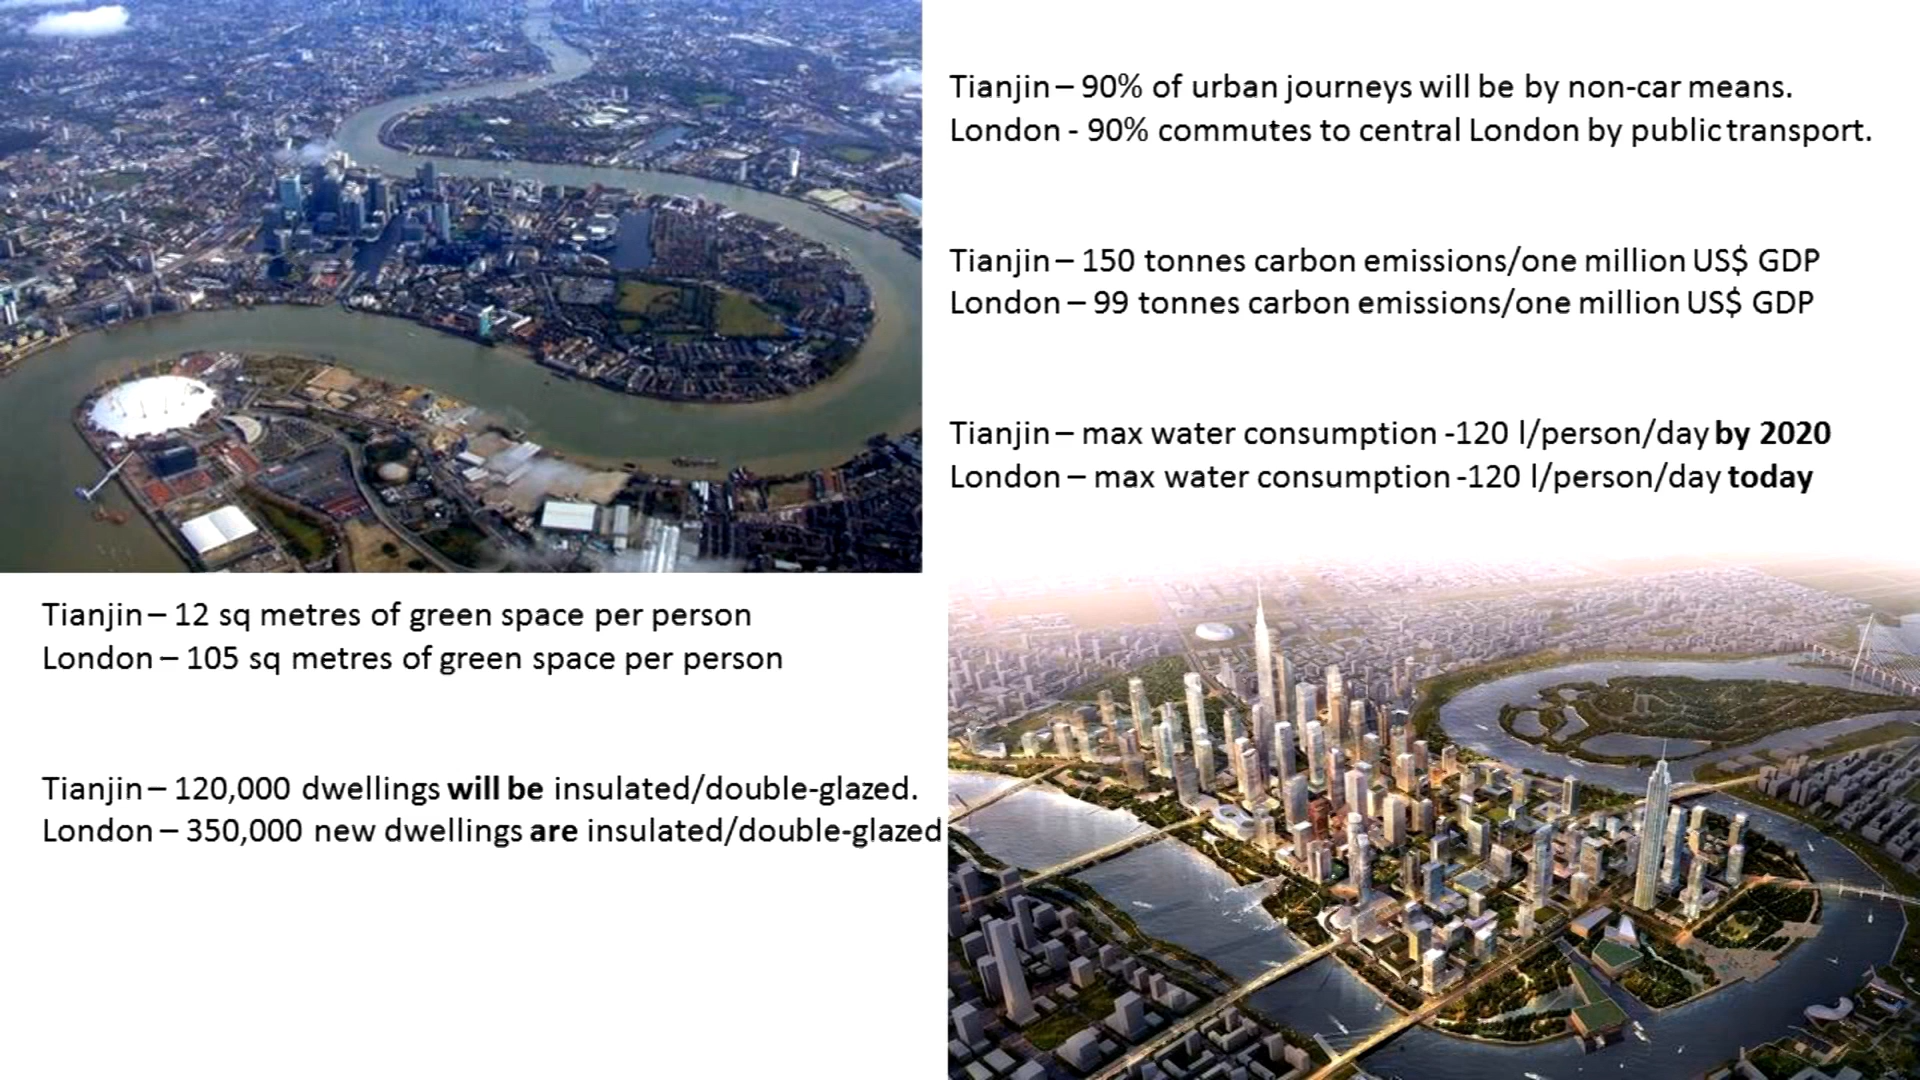 Tianjin – 90% of urban journeys will be by non-car means.
London - 90% commutes to central London by public transport.
Tianjin – 150 tonnes carbon emissions/one million US$ GDP
London – 99 tonnes carbon emissions/one million US$ GDP
Tianjin – max water consumption -120 l/person/day by 2020
London – max water consumption -120 l/person/day today
Tianjin – 12 sq metres of green space per person
London – 105 sq metres of green space per person
Tianjin – 120,000 dwellings will be insulated/double-glazed.
London – 350,000 new dwellings are insulated/double-glazed